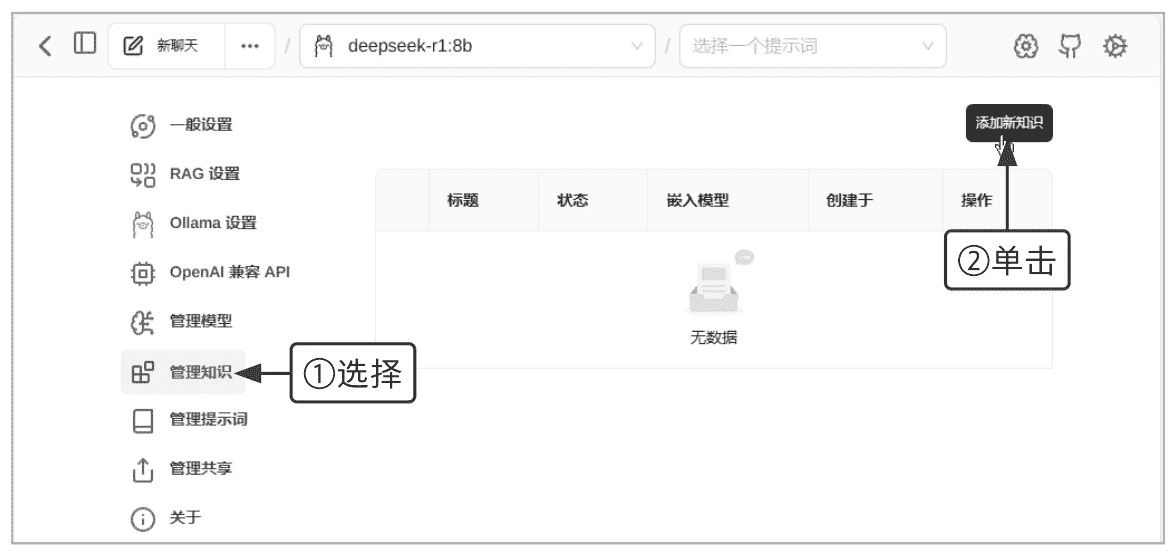 新聊天 ··· / deepseek-r1:8b / 选择一个提示词
一般设置
添加新知识
RAG 设置
标题 状态 嵌入模型 创建于 操作
Ollama 设置
②单击
OpenAI 兼容 API
管理模型
无数据
管理知识
①选择
管理提示词
管理共享
关于